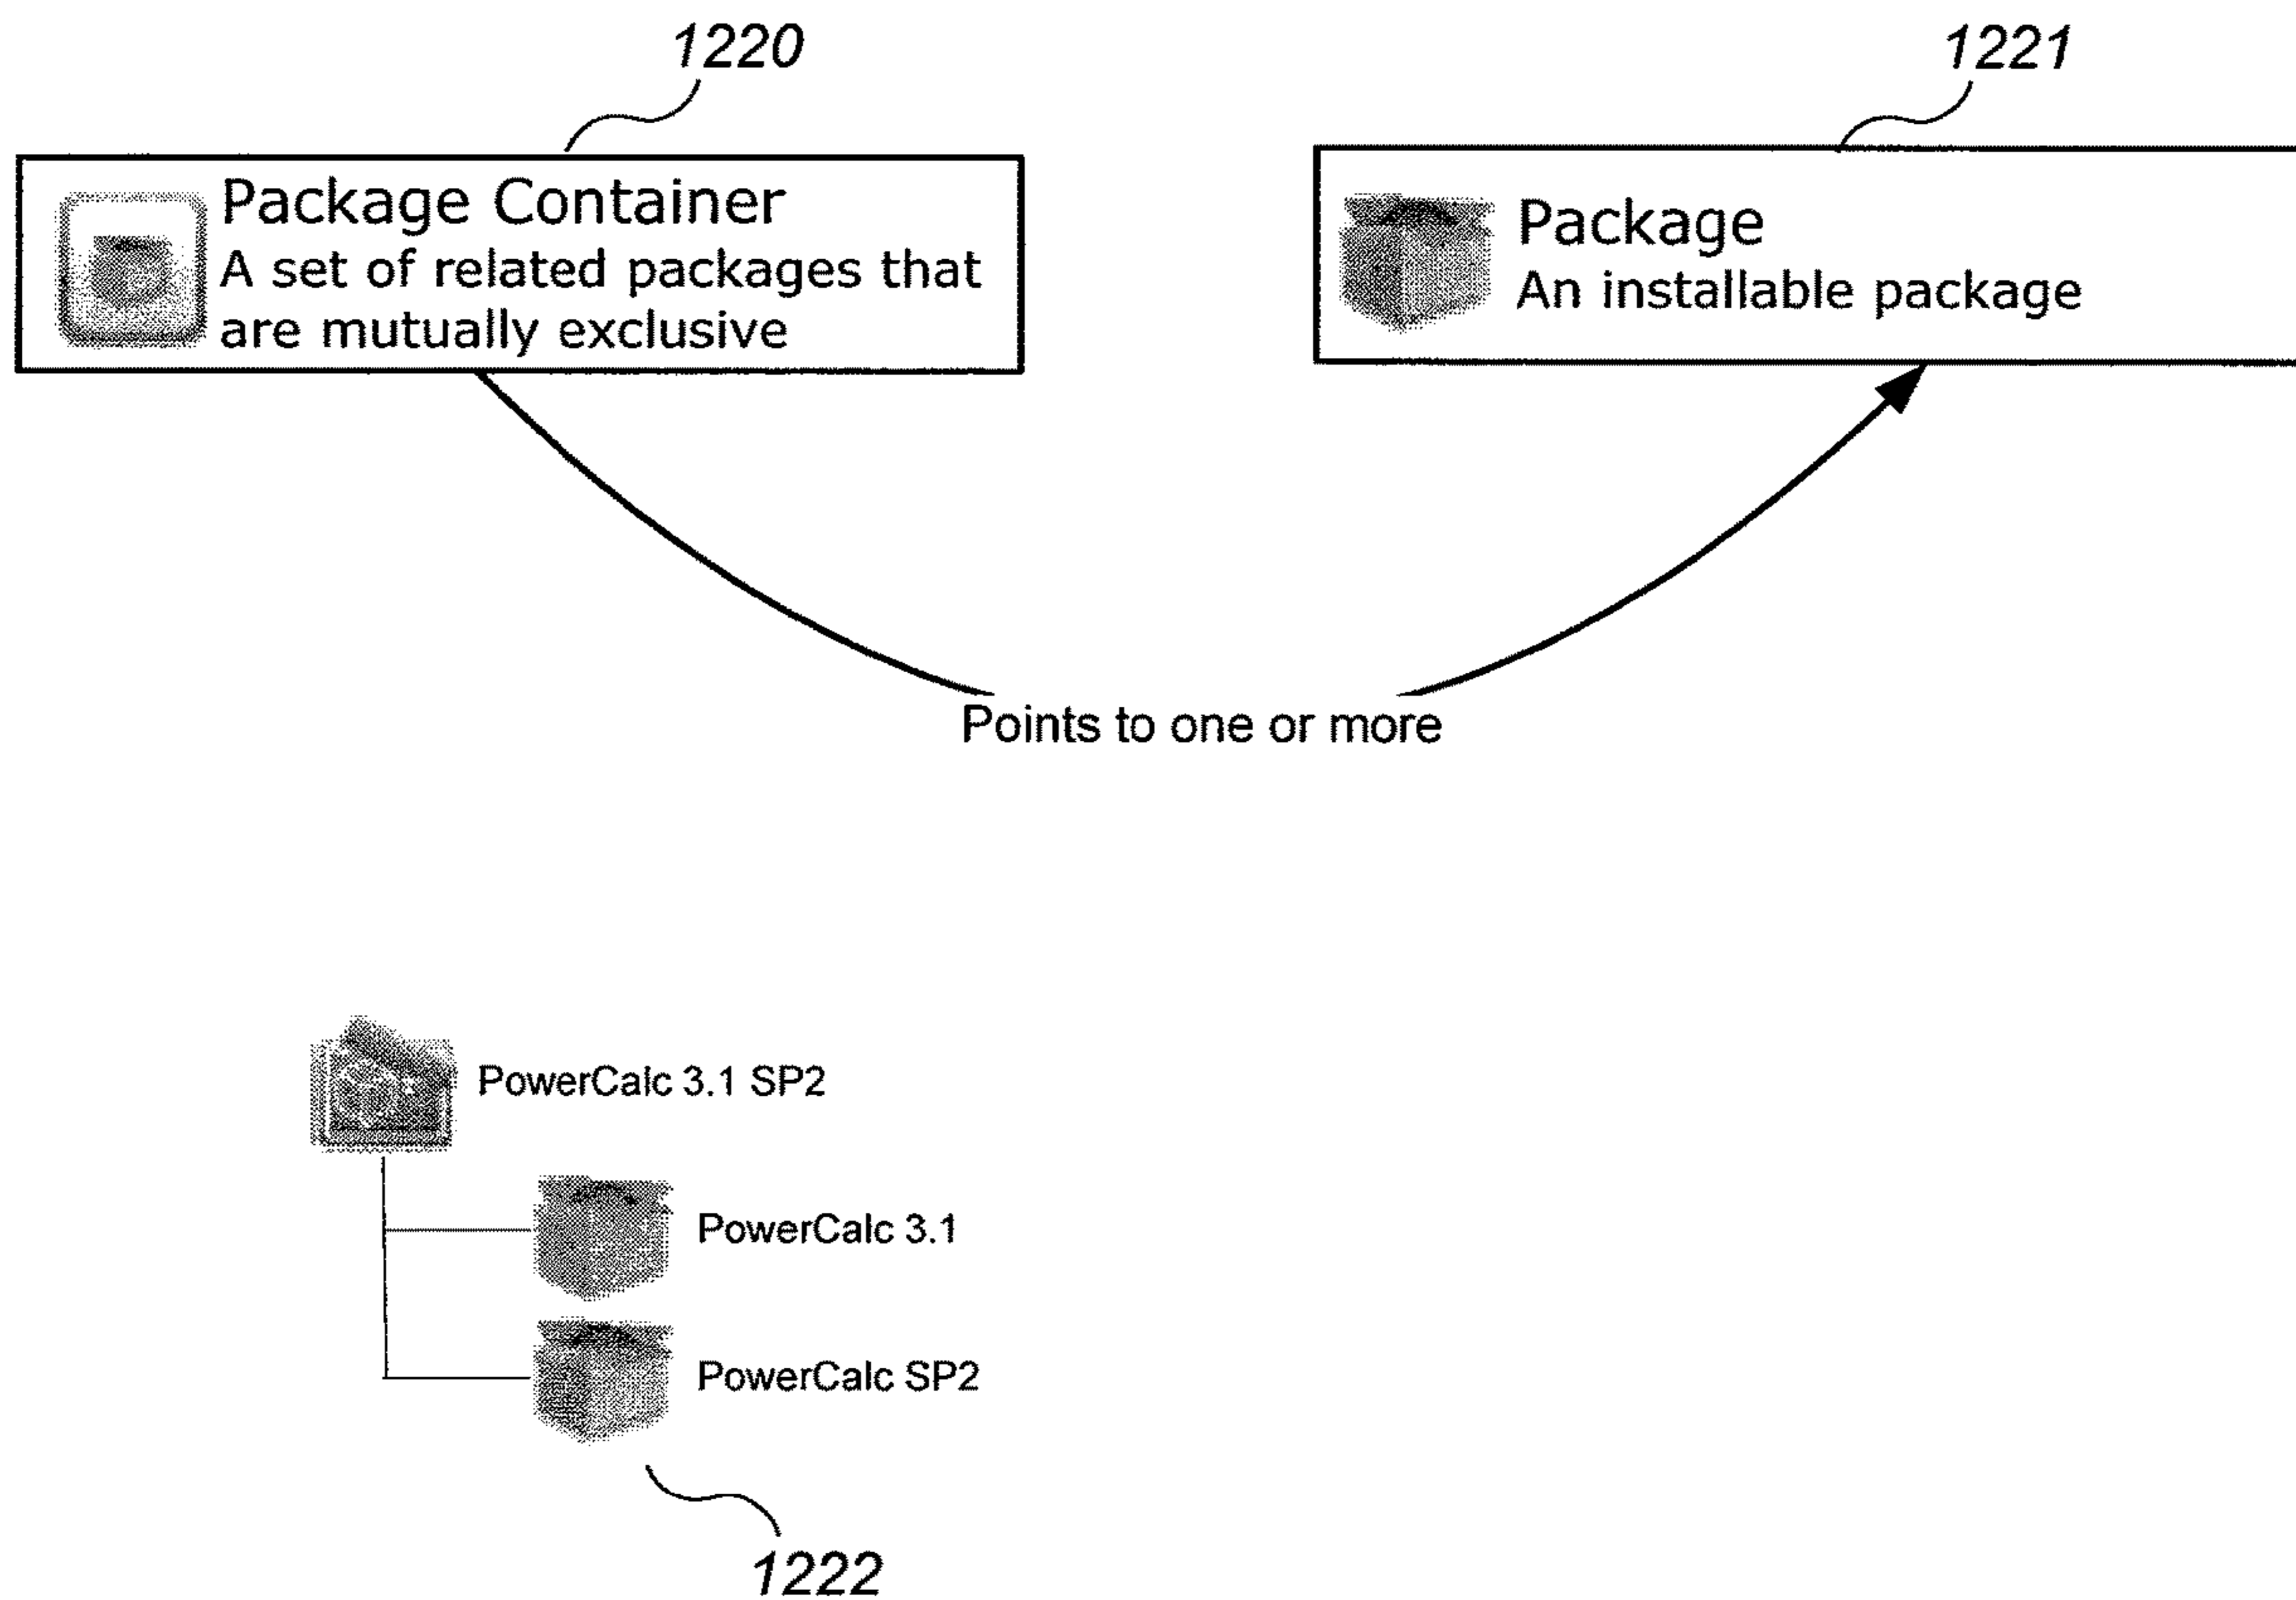 1220
1221
Package Container
A set of related packages that
are mutually exclusive
Package
An installable package
Points to one or more
PowerCalc 3.1 SP2
PowerCalc 3.1
PowerCalc SP2
1222